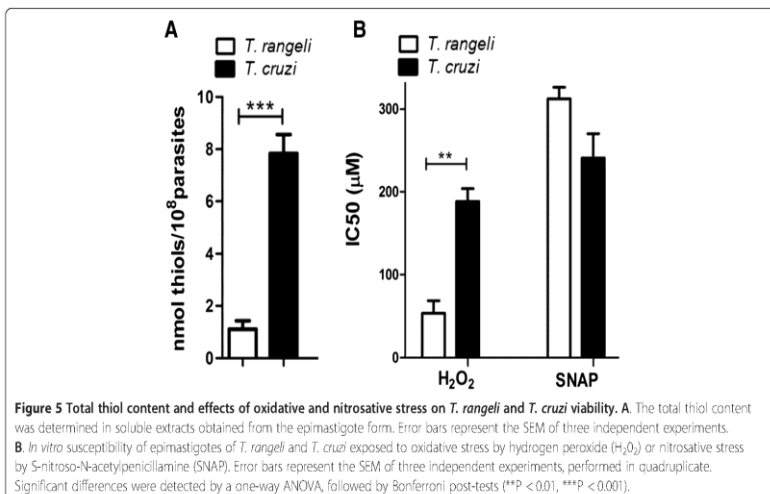 A
T. rangeli
T. cruzi
***
nmol thiols/10⁸parasites
10
8
6
4
2
0
B
T. rangeli
T. cruzi
**
IC50 (μM)
300
200
100
0
H₂O₂
SNAP
Figure 5 Total thiol content and effects of oxidative and nitrosative stress on T. rangeli and T. cruzi viability. A. The total thiol content
was determined in soluble extracts obtained from the epimastigote form. Error bars represent the SEM of three independent experiments.
B. In vitro susceptibility of epimastigotes of T. rangeli and T. cruzi exposed to oxidative stress by hydrogen peroxide (H₂O₂) or nitrosative stress
by S-nitroso-N-acetylpenicillamine (SNAP). Error bars represent the SEM of three independent experiments, performed in quadruplicate.
Significant differences were detected by a one-way ANOVA, followed by Bonferroni post-tests (**P < 0.01, ***P < 0.001).